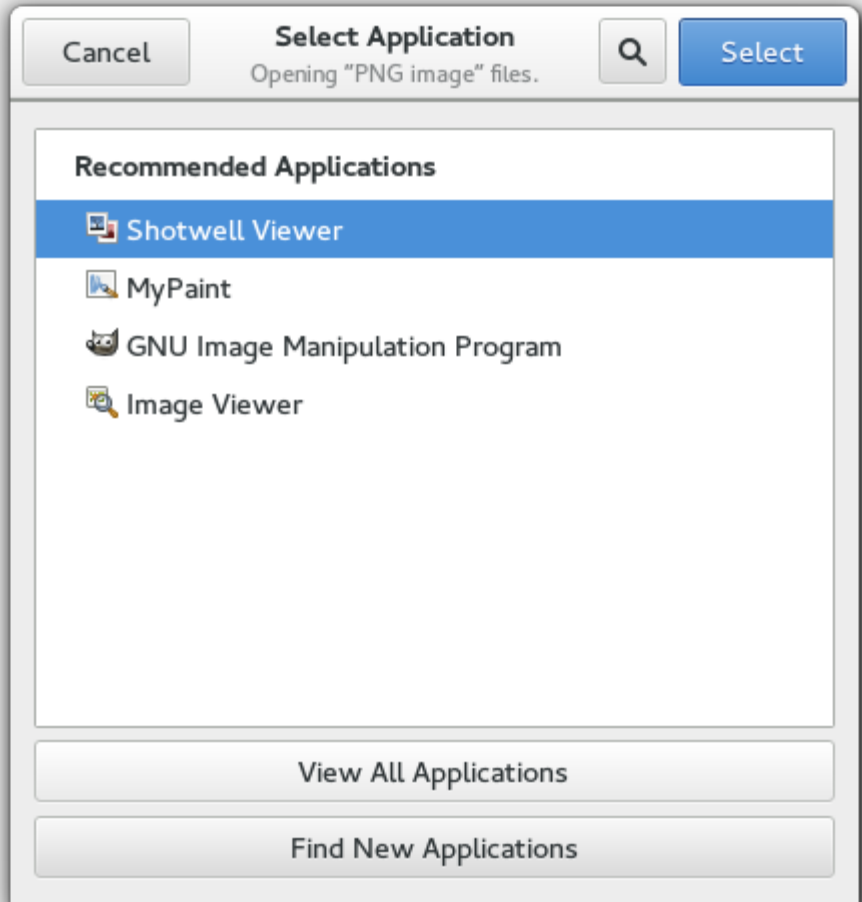 Cancel
Select Application
Opening "PNG image" files.
Select
Recommended Applications
Shotwell Viewer
MyPaint
GNU Image Manipulation Program
Image Viewer
View All Applications
Find New Applications